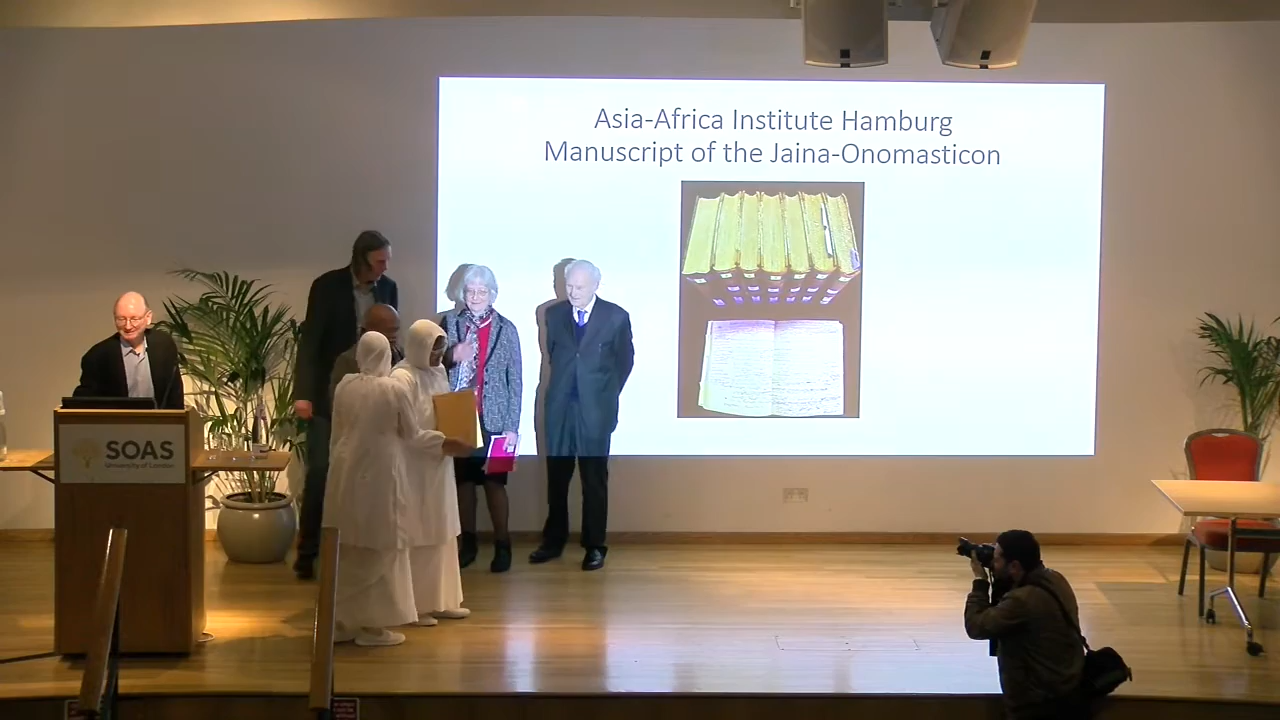 Asia-Africa Institute Hamburg
Manuscript of the Jaina-Onomasticon
SOAS
University of London